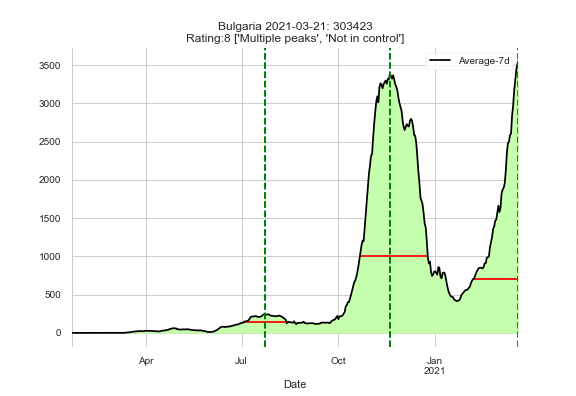 Bulgaria 2021-03-21: 303423
Rating:8 ['Multiple peaks', 'Not in control']
Average-7d
3500
3000
2500
2000
1500
1000
500
0
Apr
Jul
Oct
Jan
2021
Date